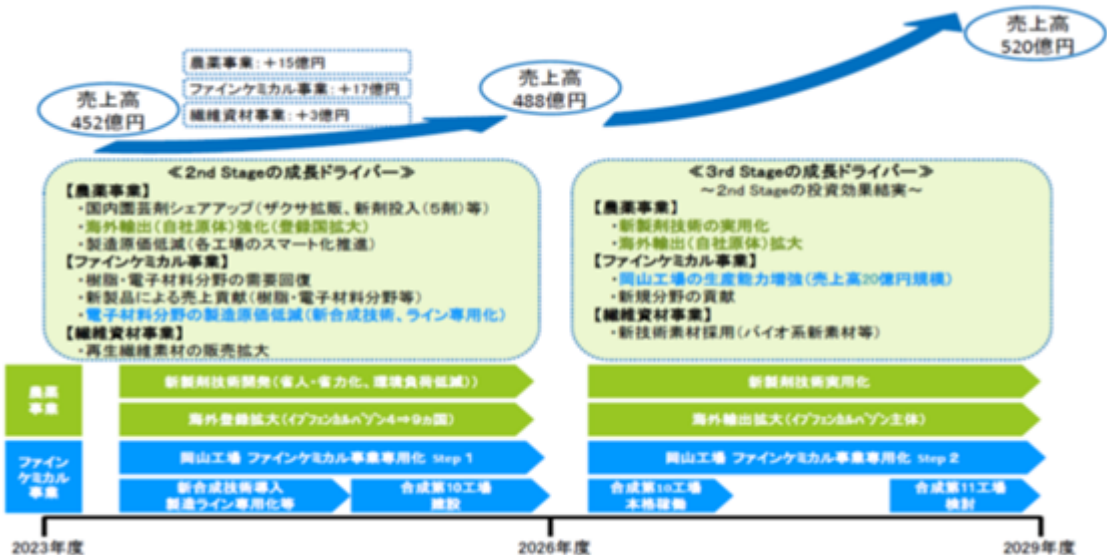 売上高
520億円
農薬事業:+15億円
ファインケミカル事業:+17億円
繊維資材事業:+3億円
売上高
488億円
売上高
452億円
≪2nd Stageの成長ドライバー≫
【農薬事業】
・国内園芸剤シェアアップ(ザクサ拡販、新剤投入(5剤)等)
・海外輸出(自社原体)強化(登録国拡大)
・製造原価低減(各工場のスマート化推進)
【ファインケミカル事業】
・樹脂・電子材料分野の需要回復
・新製品による売上貢献(樹脂・電子材料分野等)
・電子材料分野の製造原価低減(新合成技術、ライン専用化)
【繊維資材事業】
・再生繊維素材の販売拡大
≪3rd Stageの成長ドライバー≫
~2nd Stageの投資効果結実~
【農薬事業】
・新製剤技術の実用化
・海外輸出(自社原体)拡大
【ファインケミカル事業】
・岡山工場の生産能力増強(売上高20億円規模)
・新規分野の貢献
【繊維資材事業】
・新技術素材採用(バイオ系新素材等)
農薬
事業
新製剤技術開発(省人・省力化、環境負荷低減))
新製剤技術実用化
海外登録拡大(イプフェンカルバゾン4⇒9ヵ国)
海外輸出拡大(イプフェンカルバゾン主体)
ファイン
ケミカル
事業
岡山工場 ファインケミカル事業専用化 Step 1
岡山工場 ファインケミカル事業専用化 Step 2
新合成技術導入
製造ライン専用化等
合成第10工場
建設
合成第10工場
本格稼働
合成第11工場
検討
2023年度
2026年度
2029年度